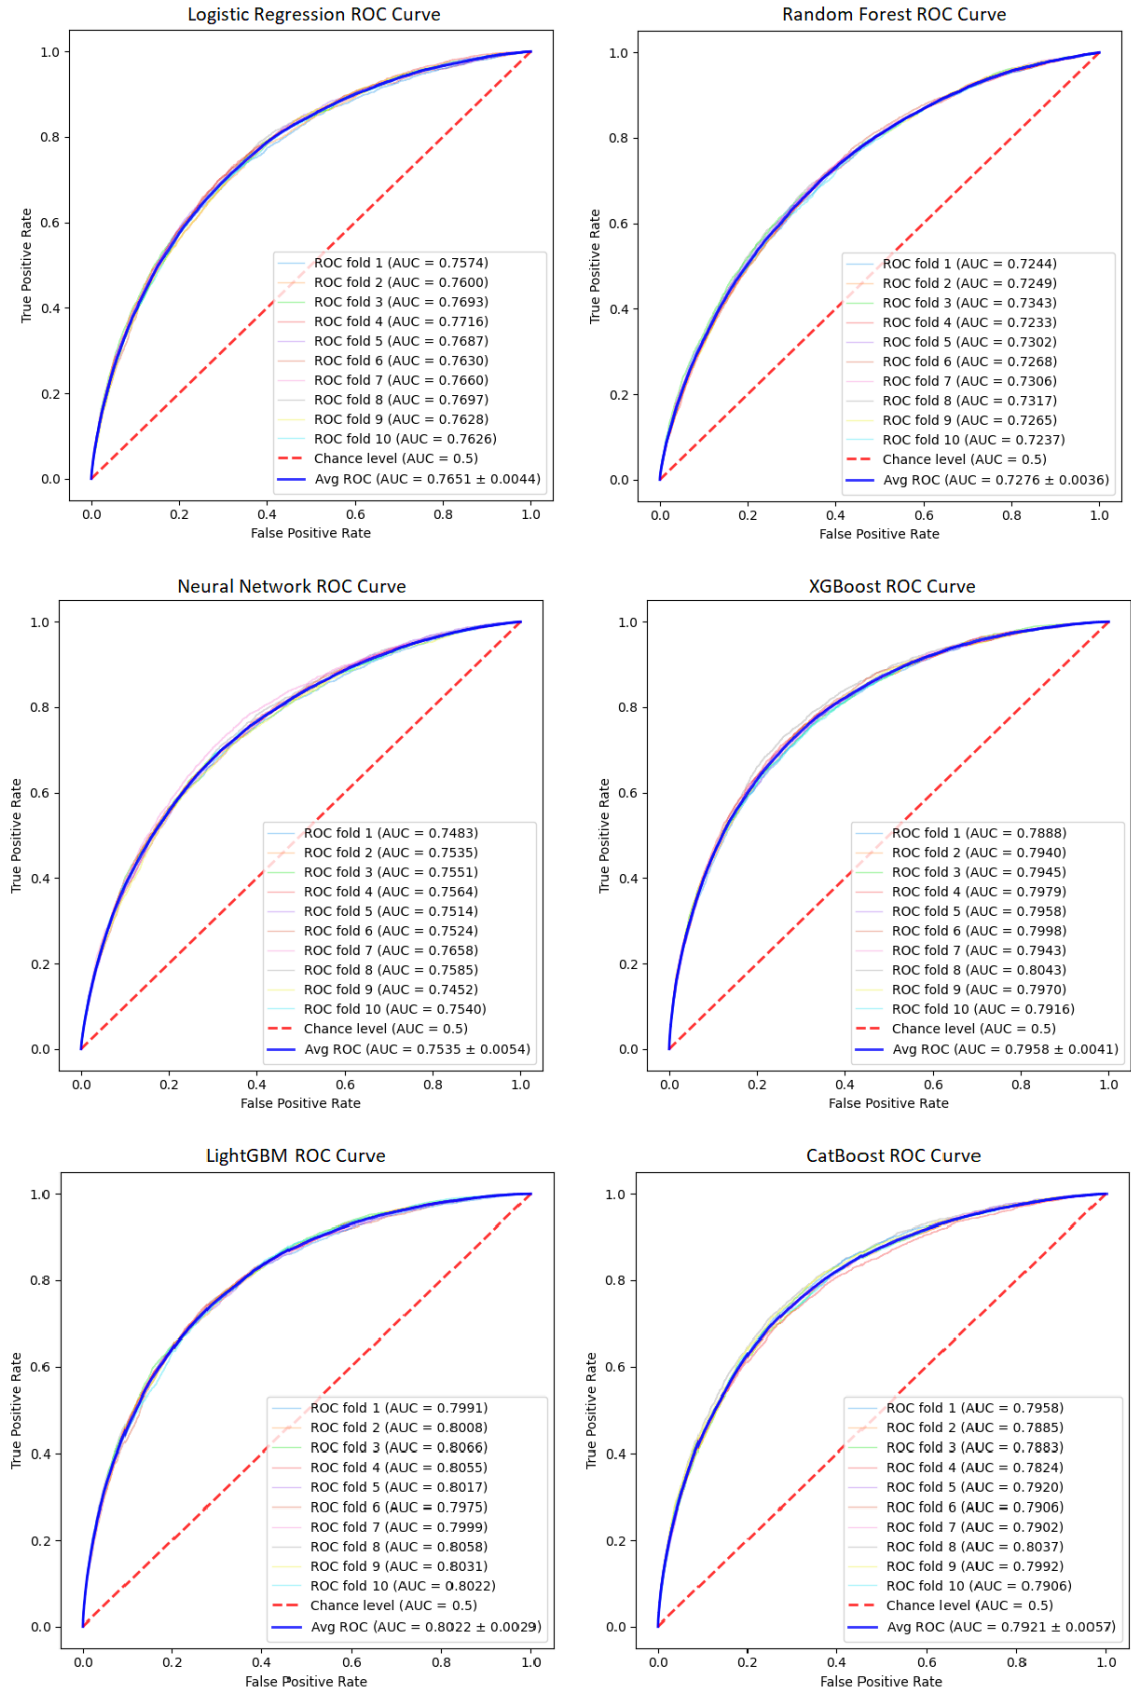 Logistic Regression ROC Curve
1.0
0.8
0.6
0.4
0.2
0.0
True Positive Rate
ROC fold 1 (AUC = 0.7574)
ROC fold 2 (AUC = 0.7600)
ROC fold 3 (AUC = 0.7693)
ROC fold 4 (AUC = 0.7716)
ROC fold 5 (AUC = 0.7687)
ROC fold 6 (AUC = 0.7630)
ROC fold 7 (AUC = 0.7660)
ROC fold 8 (AUC = 0.7697)
ROC fold 9 (AUC = 0.7628)
ROC fold 10 (AUC = 0.7626)
Chance level (AUC = 0.5)
Avg ROC (AUC = 0.7651 ± 0.0044)
0.0 0.2 0.4 0.6 0.8 1.0
False Positive Rate
Random Forest ROC Curve
1.0
0.8
0.6
0.4
0.2
0.0
True Positive Rate
ROC fold 1 (AUC = 0.7244)
ROC fold 2 (AUC = 0.7249)
ROC fold 3 (AUC = 0.7343)
ROC fold 4 (AUC = 0.7233)
ROC fold 5 (AUC = 0.7302)
ROC fold 6 (AUC = 0.7268)
ROC fold 7 (AUC = 0.7306)
ROC fold 8 (AUC = 0.7317)
ROC fold 9 (AUC = 0.7265)
ROC fold 10 (AUC = 0.7237)
Chance level (AUC = 0.5)
Avg ROC (AUC = 0.7276 ± 0.0036)
0.0 0.2 0.4 0.6 0.8 1.0
False Positive Rate
Neural Network ROC Curve
1.0
0.8
0.6
0.4
0.2
0.0
True Positive Rate
ROC fold 1 (AUC = 0.7483)
ROC fold 2 (AUC = 0.7535)
ROC fold 3 (AUC = 0.7551)
ROC fold 4 (AUC = 0.7564)
ROC fold 5 (AUC = 0.7514)
ROC fold 6 (AUC = 0.7524)
ROC fold 7 (AUC = 0.7658)
ROC fold 8 (AUC = 0.7585)
ROC fold 9 (AUC = 0.7452)
ROC fold 10 (AUC = 0.7540)
Chance level (AUC = 0.5)
Avg ROC (AUC = 0.7535 ± 0.0054)
0.0 0.2 0.4 0.6 0.8 1.0
False Positive Rate
XGBoost ROC Curve
1.0
0.8
0.6
0.4
0.2
0.0
True Positive Rate
ROC fold 1 (AUC = 0.7888)
ROC fold 2 (AUC = 0.7940)
ROC fold 3 (AUC = 0.7945)
ROC fold 4 (AUC = 0.7979)
ROC fold 5 (AUC = 0.7958)
ROC fold 6 (AUC = 0.7998)
ROC fold 7 (AUC = 0.7943)
ROC fold 8 (AUC = 0.8043)
ROC fold 9 (AUC = 0.7970)
ROC fold 10 (AUC = 0.7916)
Chance level (AUC = 0.5)
Avg ROC (AUC = 0.7958 ± 0.0041)
0.0 0.2 0.4 0.6 0.8 1.0
False Positive Rate
LightGBM ROC Curve
1.0
0.8
0.6
0.4
0.2
0.0
True Positive Rate
ROC fold 1 (AUC = 0.7991)
ROC fold 2 (AUC = 0.8008)
ROC fold 3 (AUC = 0.8066)
ROC fold 4 (AUC = 0.8055)
ROC fold 5 (AUC = 0.8017)
ROC fold 6 (AUC = 0.7975)
ROC fold 7 (AUC = 0.7999)
ROC fold 8 (AUC = 0.8058)
ROC fold 9 (AUC = 0.8031)
ROC fold 10 (AUC = 0.8022)
Chance level (AUC = 0.5)
Avg ROC (AUC = 0.8022 ± 0.0029)
0.0 0.2 0.4 0.6 0.8 1.0
False Positive Rate
CatBoost ROC Curve
1.0
0.8
0.6
0.4
0.2
0.0
True Positive Rate
ROC fold 1 (AUC = 0.7958)
ROC fold 2 (AUC = 0.7885)
ROC fold 3 (AUC = 0.7883)
ROC fold 4 (AUC = 0.7824)
ROC fold 5 (AUC = 0.7920)
ROC fold 6 (AUC = 0.7906)
ROC fold 7 (AUC = 0.7902)
ROC fold 8 (AUC = 0.8037)
ROC fold 9 (AUC = 0.7992)
ROC fold 10 (AUC = 0.7906)
Chance level (AUC = 0.5)
Avg ROC (AUC = 0.7921 ± 0.0057)
0.0 0.2 0.4 0.6 0.8 1.0
False Positive Rate